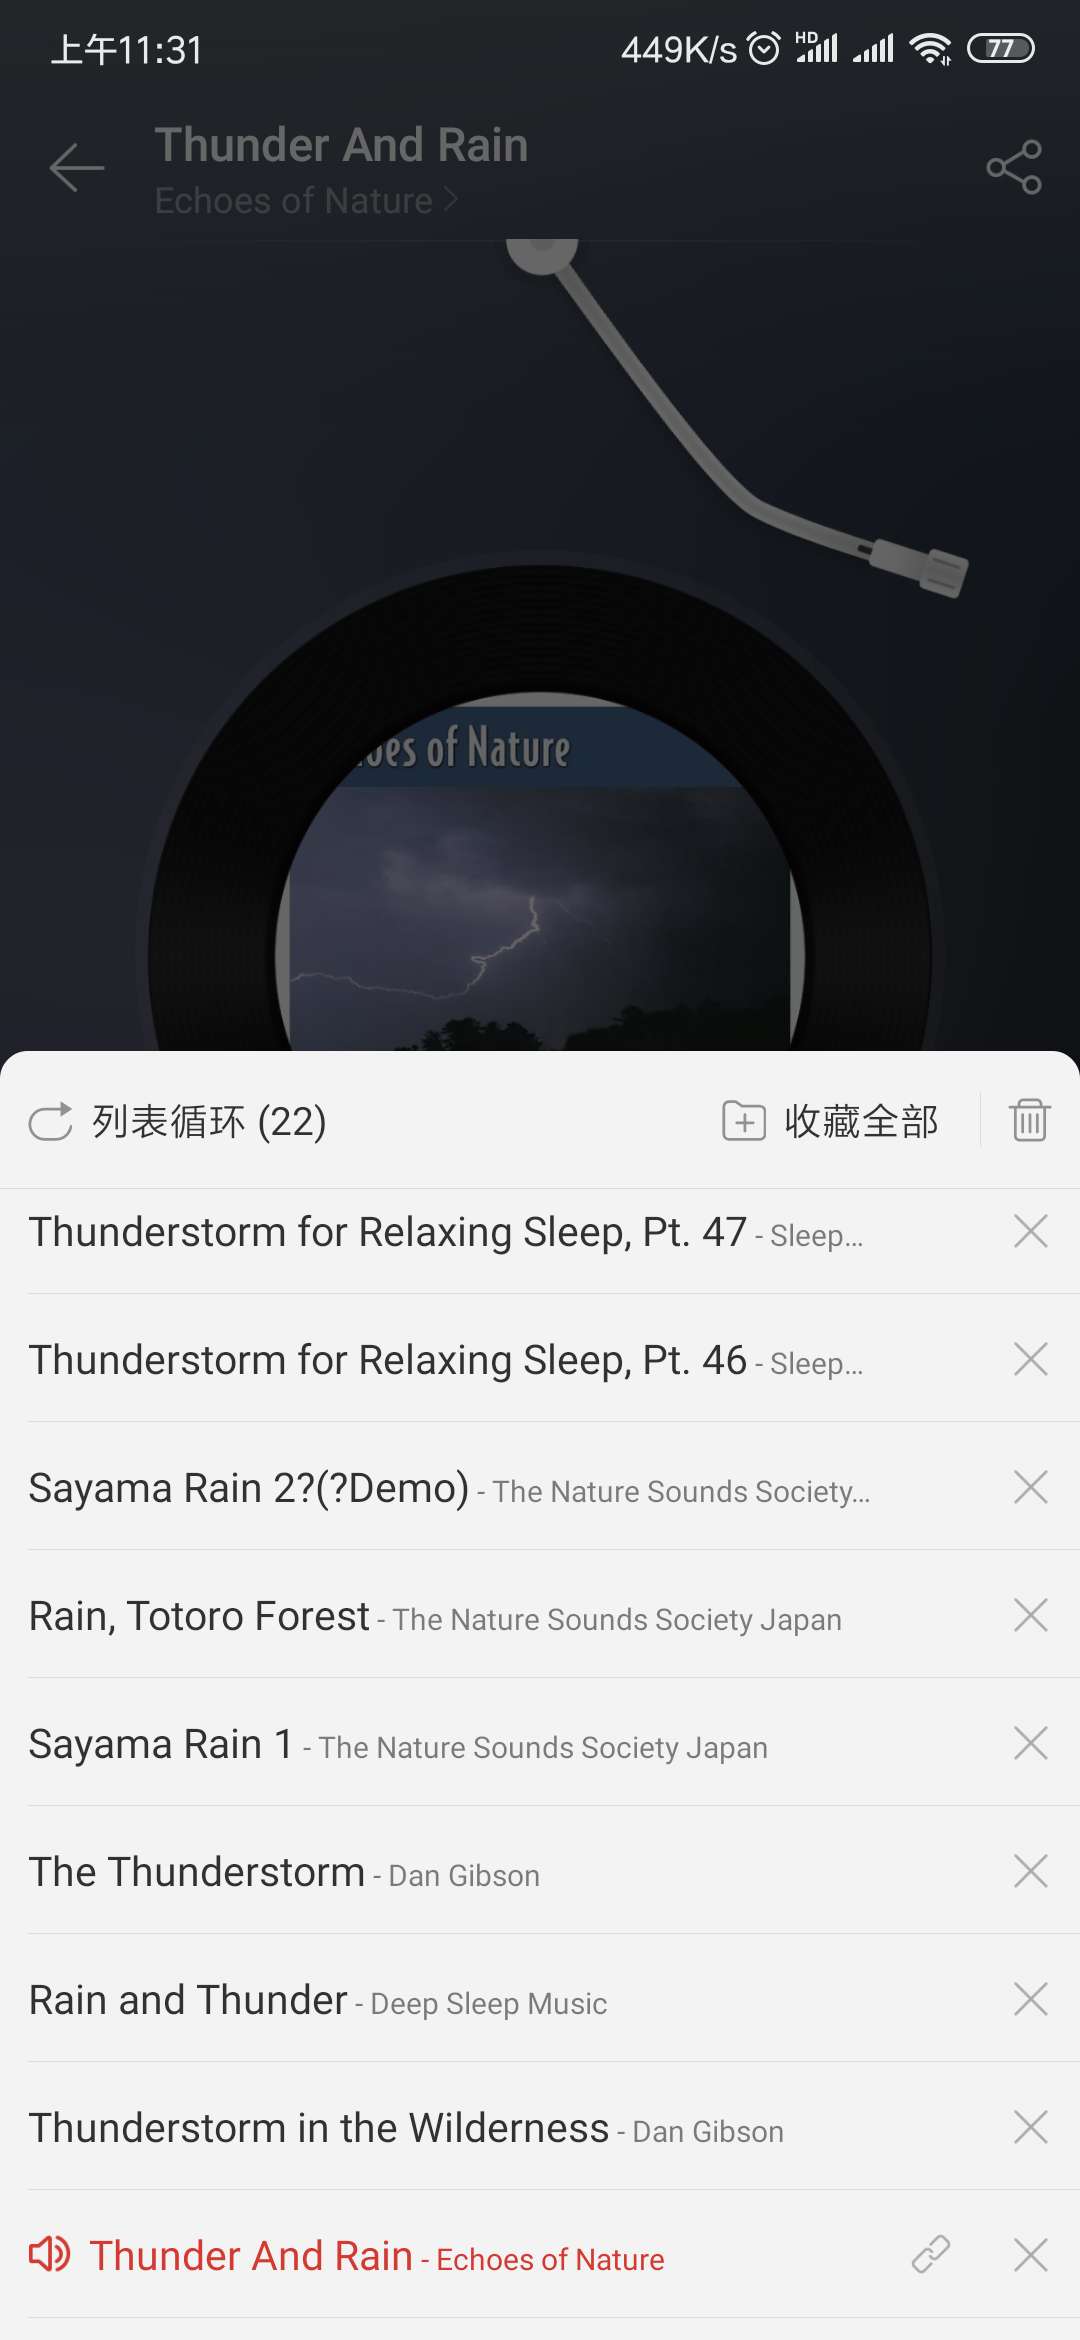 上午11:31
449K/s HD 77
Thunder And Rain
Echoes of Nature
oes of Nature
列表循环 (22)
收藏全部
Thunderstorm for Relaxing Sleep, Pt. 47 - Sleep...
Thunderstorm for Relaxing Sleep, Pt. 46 - Sleep...
Sayama Rain 2?(?Demo) - The Nature Sounds Society...
Rain, Totoro Forest - The Nature Sounds Society Japan
Sayama Rain 1 - The Nature Sounds Society Japan
The Thunderstorm - Dan Gibson
Rain and Thunder - Deep Sleep Music
Thunderstorm in the Wilderness - Dan Gibson
Thunder And Rain - Echoes of Nature